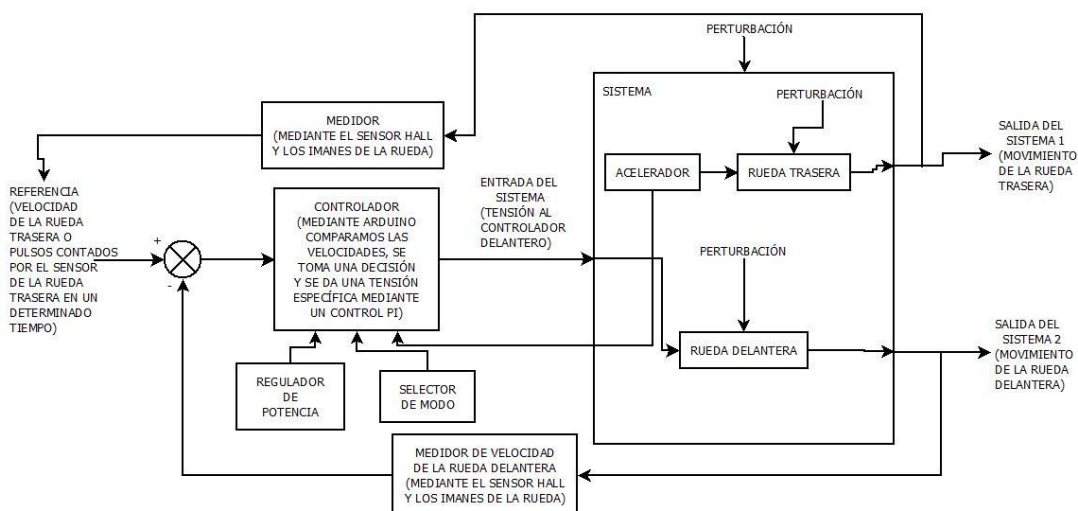 PERTURBACIÓN
SISTEMA
PERTURBACIÓN
MEDIDOR
(MEDIANTE EL SENSOR HALL
Y LOS IMANES DE LA RUEDA)
SALIDA DEL
SISTEMA 1
(MOVIMIENTO
DE LA RUEDA
TRASERA)
ACELERADOR
RUEDA TRASERA
REFERENCIA
(VELOCIDAD
DE LA RUEDA
TRASERA O
PULSOS CONTADOS
POR EL SENSOR
DE LA RUEDA
TRASERA EN UN
DETERMINADO
TIEMPO)
+
-
CONTROLADOR
(MEDIANTE ARDUINO
COMPARAMOS LAS
VELOCIDADES, SE
TOMA UNA DECISIÓN
Y SE DA UNA TENSIÓN
ESPECÍFICA MEDIANTE
UN CONTROL PI)
ENTRADA DEL
SISTEMA
(TENSIÓN AL
CONTROLADOR
DELANTERO)
PERTURBACIÓN
RUEDA DELANTERA
SALIDA DEL
SISTEMA 2
(MOVIMIENTO
DE LA RUEDA
DELANTERA)
REGULADOR
DE
POTENCIA
SELECTOR
DE MODO
MEDIDOR DE VELOCIDAD
DE LA RUEDA DELANTERA
(MEDIANTE EL SENSOR HALL
Y LOS IMANES DE LA RUEDA)